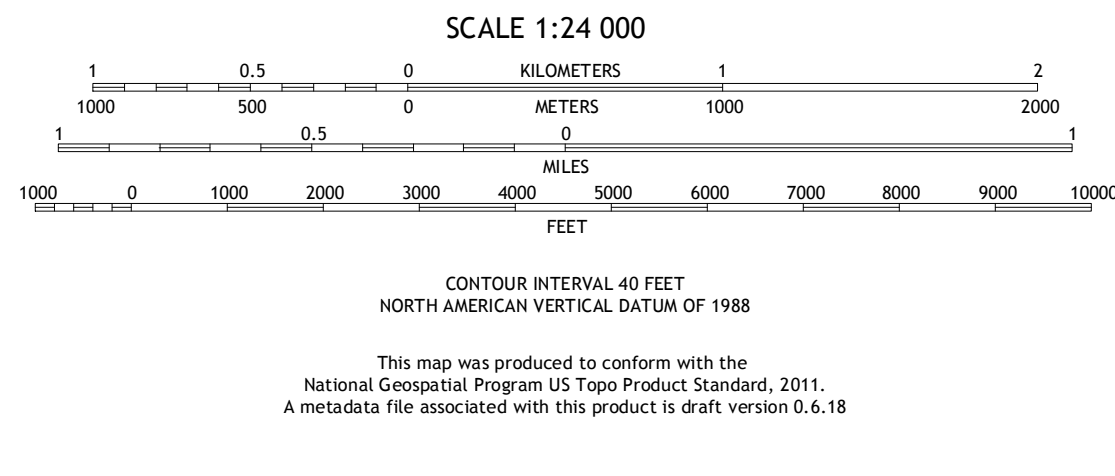 SCALE 1:24 000
1 0.5 0 KILOMETERS 1 2
1000 500 0 METERS 1000 2000
1 0.5 0 1
MILES
1000 0 1000 2000 3000 4000 5000 6000 7000 8000 9000 10000
FEET
CONTOUR INTERVAL 40 FEET
NORTH AMERICAN VERTICAL DATUM OF 1988
This map was produced to conform with the
National Geospatial Program US Topo Product Standard, 2011.
A metadata file associated with this product is draft version 0.6.18